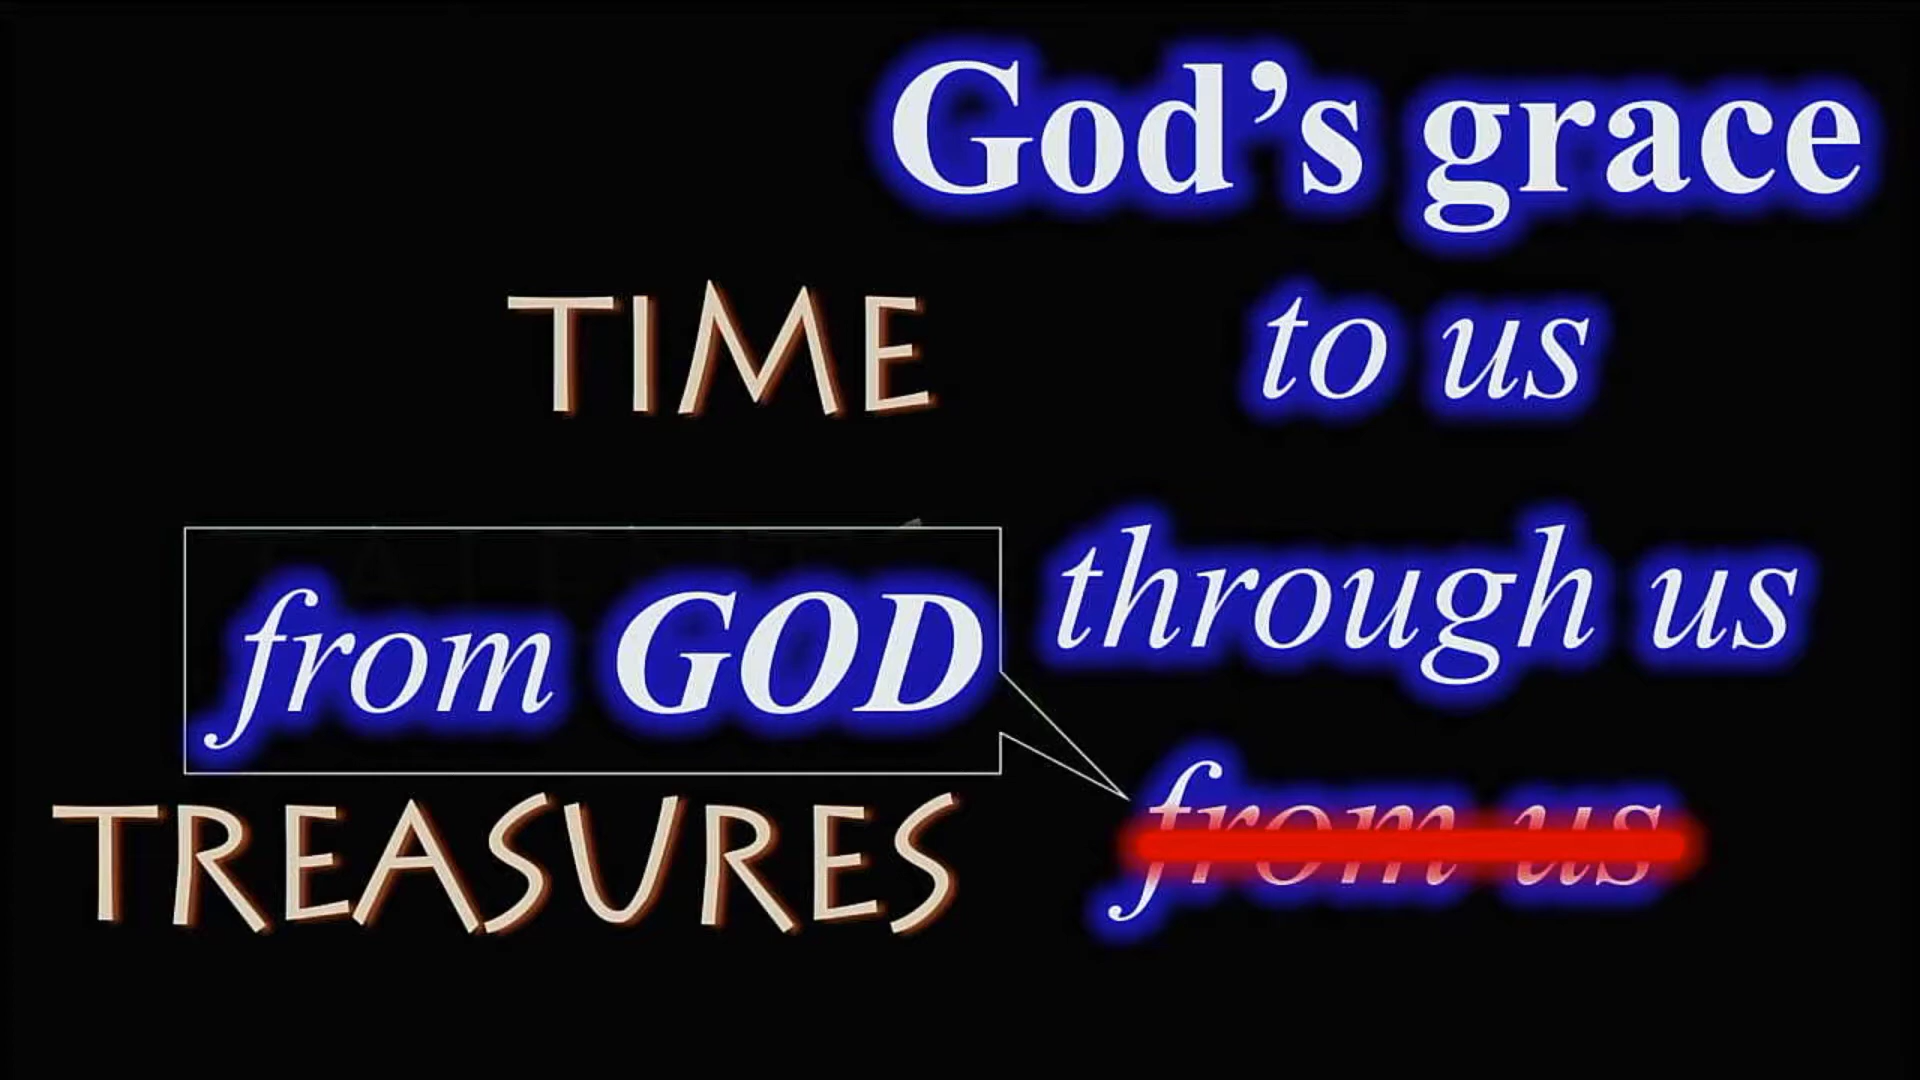 God's grace
TIME
to us
through us
from GOD
TREASURES
from us